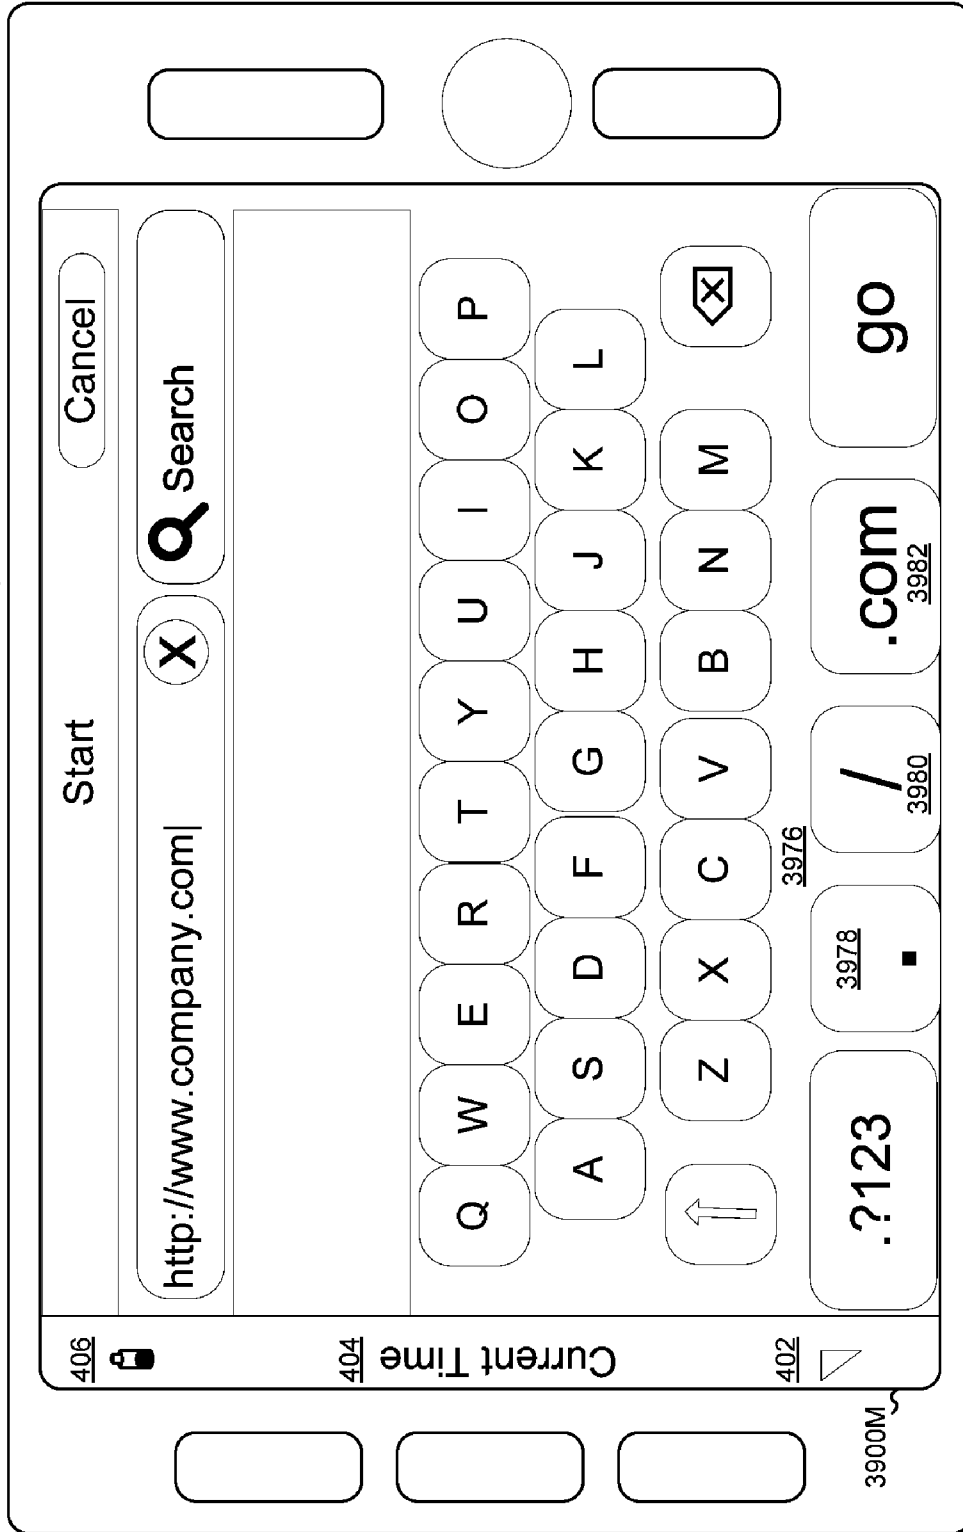 Start
Cancel
http://www.company.com|
X
Search
Q W E R T Y U I O P
A S D F G H J K L
Z X C V B N M
X
3976
.?123
.
3978
/
3980
.com
3982
go
406
404
Current Time
402
3900M